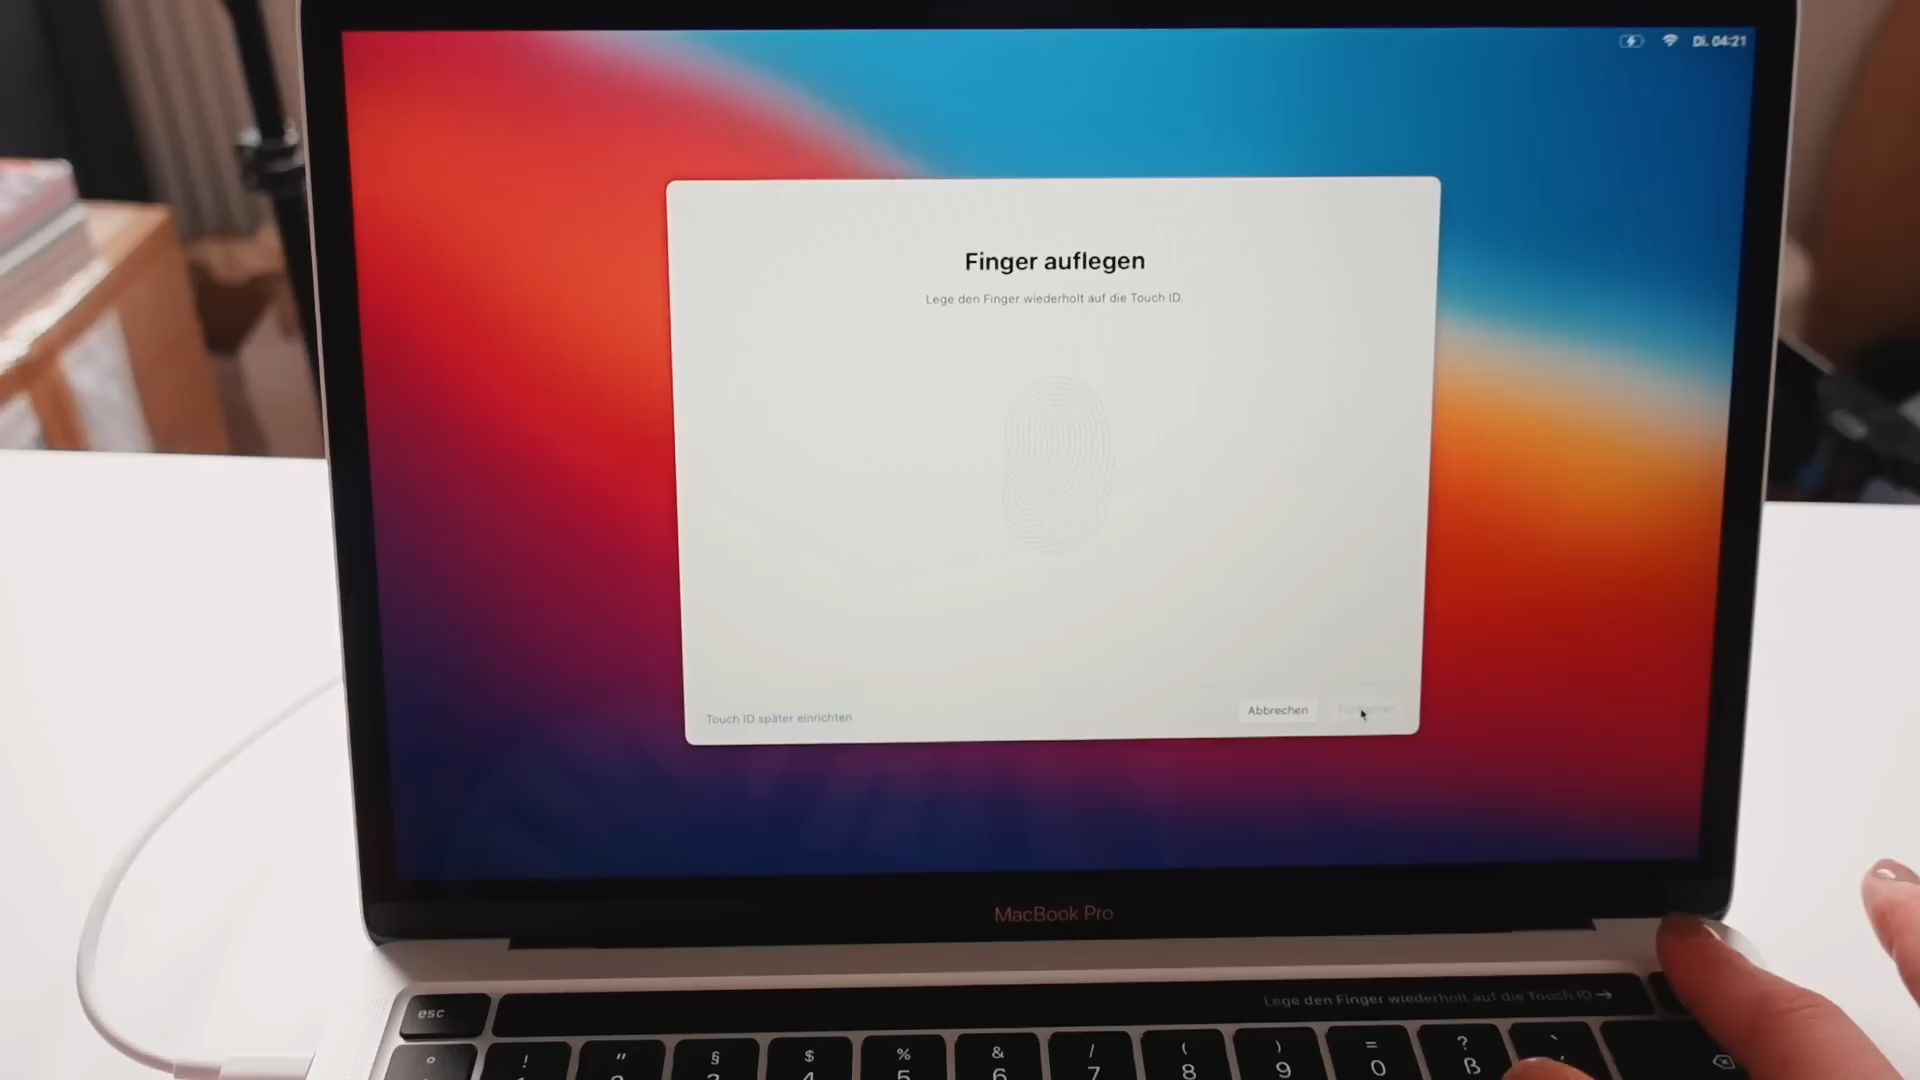 Di. 04:21
Finger auflegen
Lege den Finger wiederholt auf die Touch ID.
Touch ID später einrichten
Abbrechen
MacBook Pro
Lege den Finger wiederholt auf die Touch ID →
esc
° ! " § $ % & / ( ) = ? `
5 6 7 8 9 0 ß